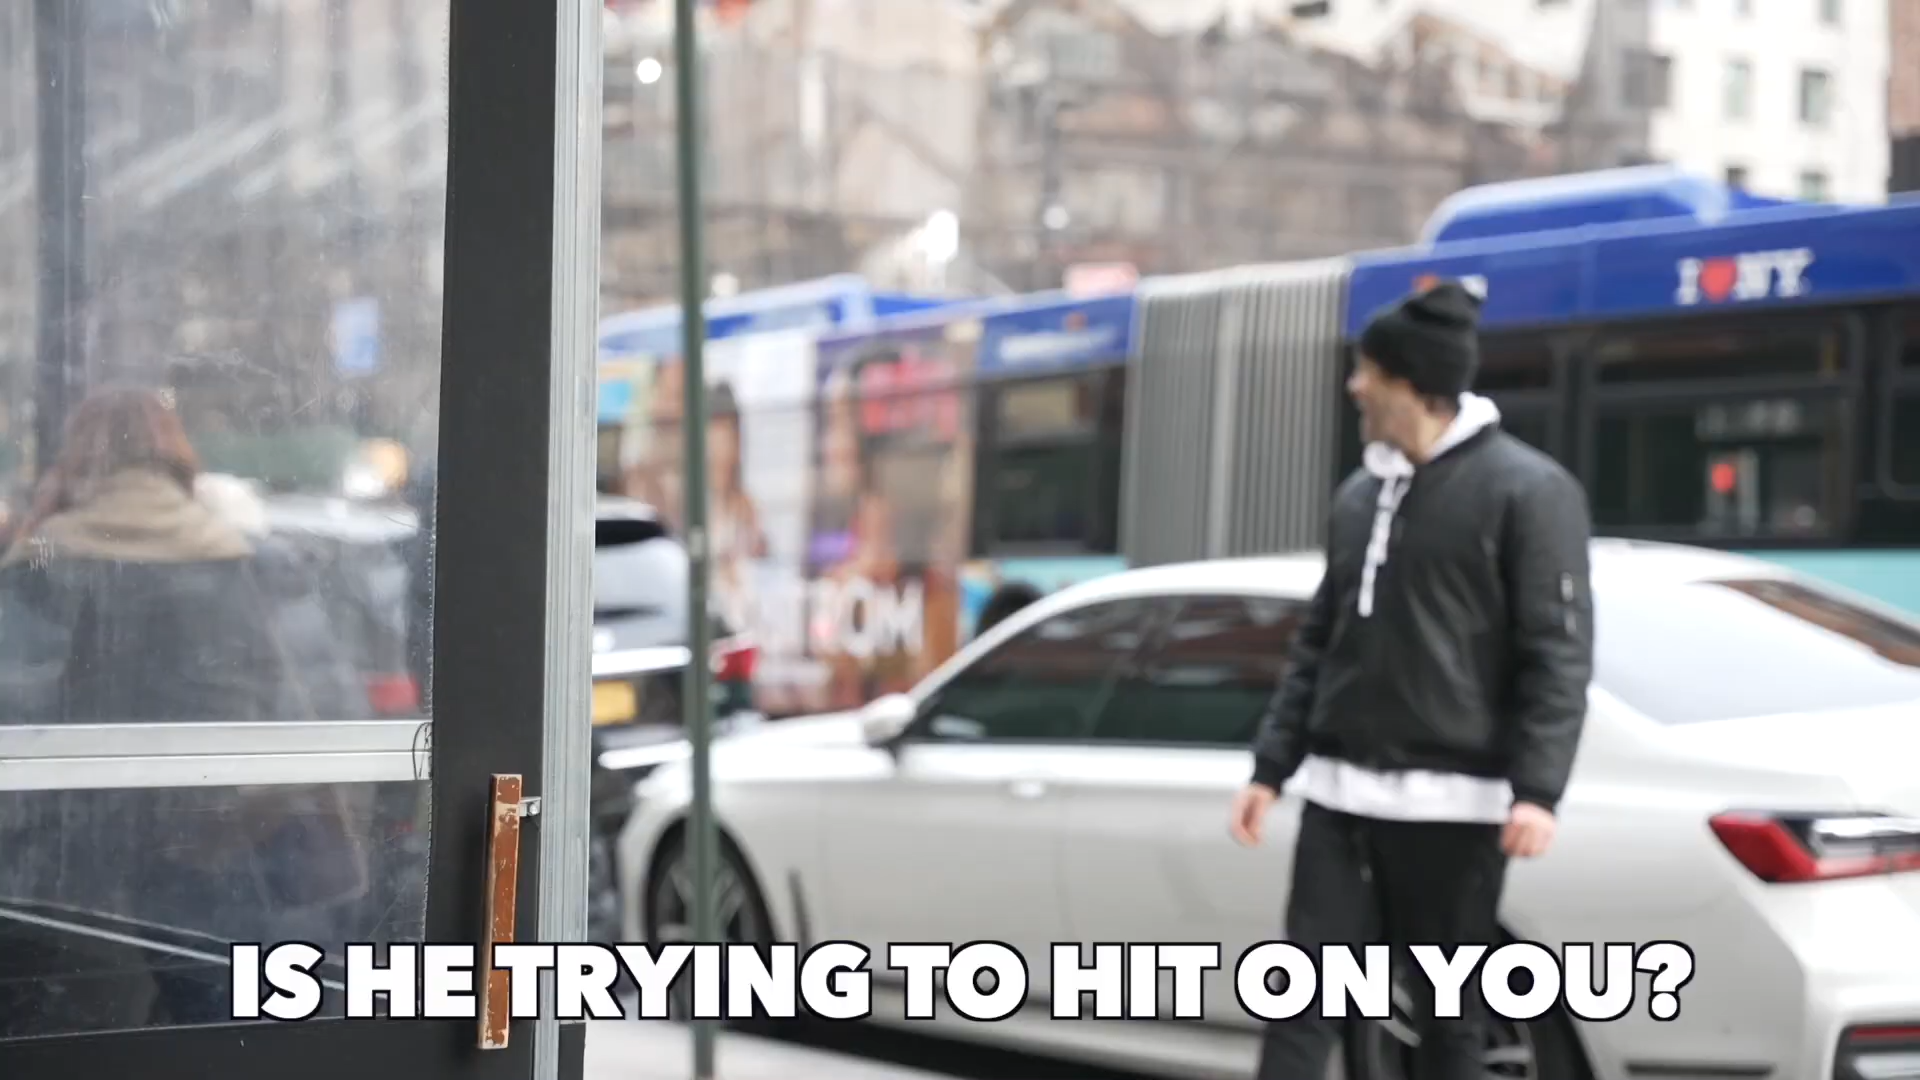 I ❤ NY
IS HE TRYING TO HIT ON YOU?